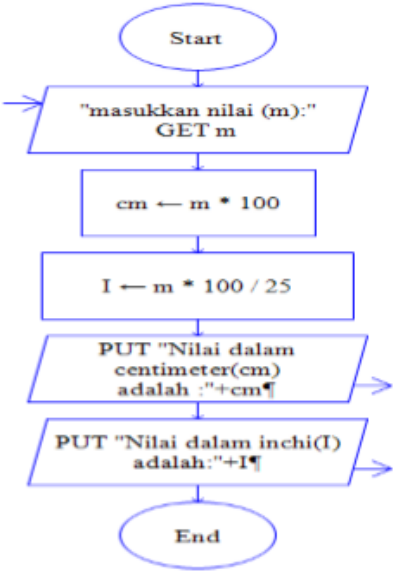 Start
"masukkan nilai (m):"
GET m
cm ← m * 100
I ← m * 100 / 25
PUT "Nilai dalam
centimeter(cm)
adalah :"+cm¶
PUT "Nilai dalam inchi(I)
adalah:"+I¶
End